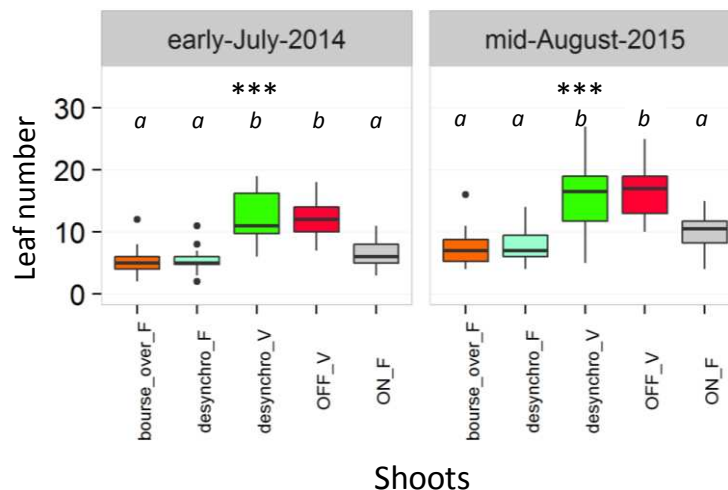 early-July-2014 mid-August-2015
*** ***
a a b b a a a b b a
Leaf number
30
20
10
0
bourse_over_F desynchro_F desynchro_V OFF_V ON_F bourse_over_F desynchro_F desynchro_V OFF_V ON_F
Shoots